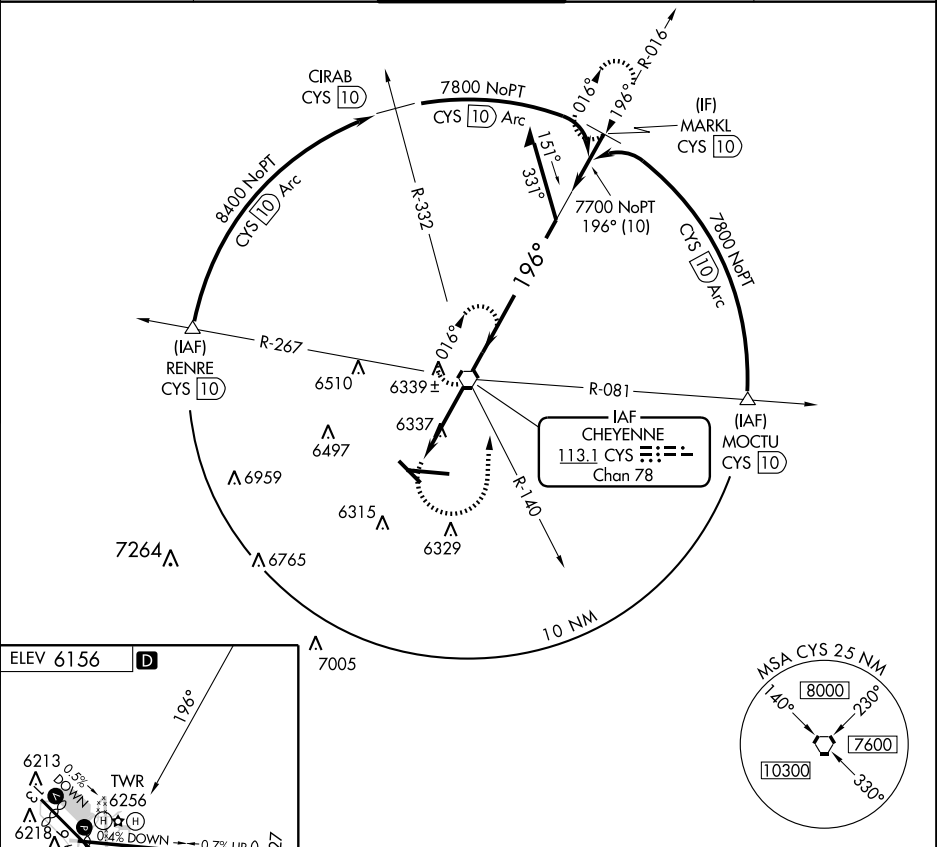 CIRAB
CYS 10
7800 NoPT
CYS 10 Arc
016°
196°
R-016
(IF)
MARKL
CYS 10
151°
331°
8400 NoPT
CYS 10 Arc
R-332
7700 NoPT
196° (10)
7800 NoPT
CYS 10 Arc
196°
016°
R-267
(IAF)
RENRE
CYS 10
6510
6339 ±
R-081
(IAF)
MOCTU
CYS 10
IAF
CHEYENNE
113.1 CYS
Chan 78
6337
6497
6959
R-140
6315
6329
7264
6765
10 NM
7005
MSA CYS 25 NM
140°
8000
230°
7600
10300
330°
ELEV 6156
D
196°
6213
0.5%
DOWN
TWR
6256
13
V
H
H
6218
P
0.4% DOWN
0.7% UP
27